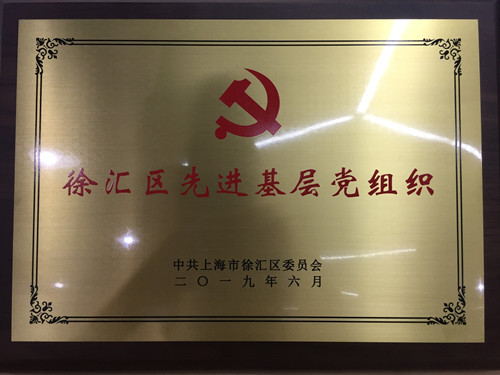 徐汇区先进基层党组织
中共上海市徐汇区委员会
二〇一九年六月